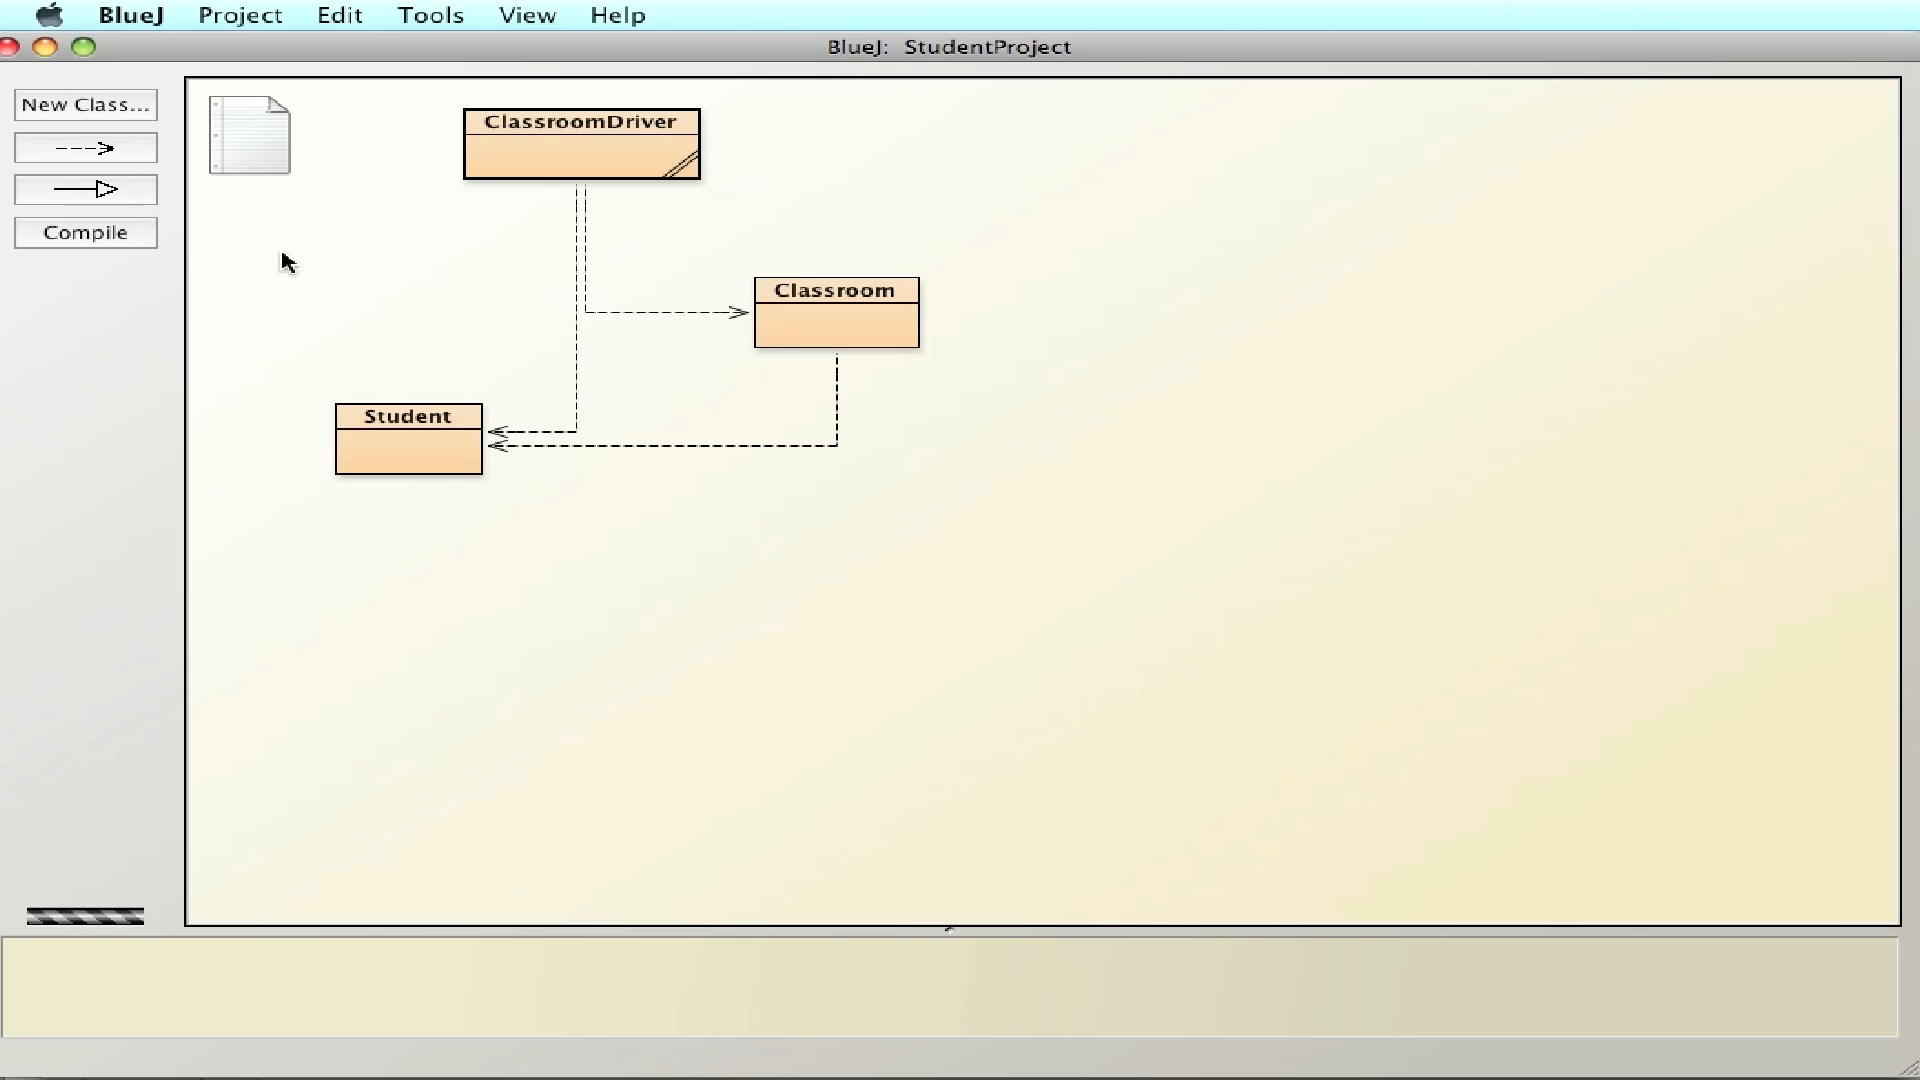 BlueJ Project Edit Tools View Help
BlueJ: StudentProject
New Class...
Compile
ClassroomDriver
Classroom
Student